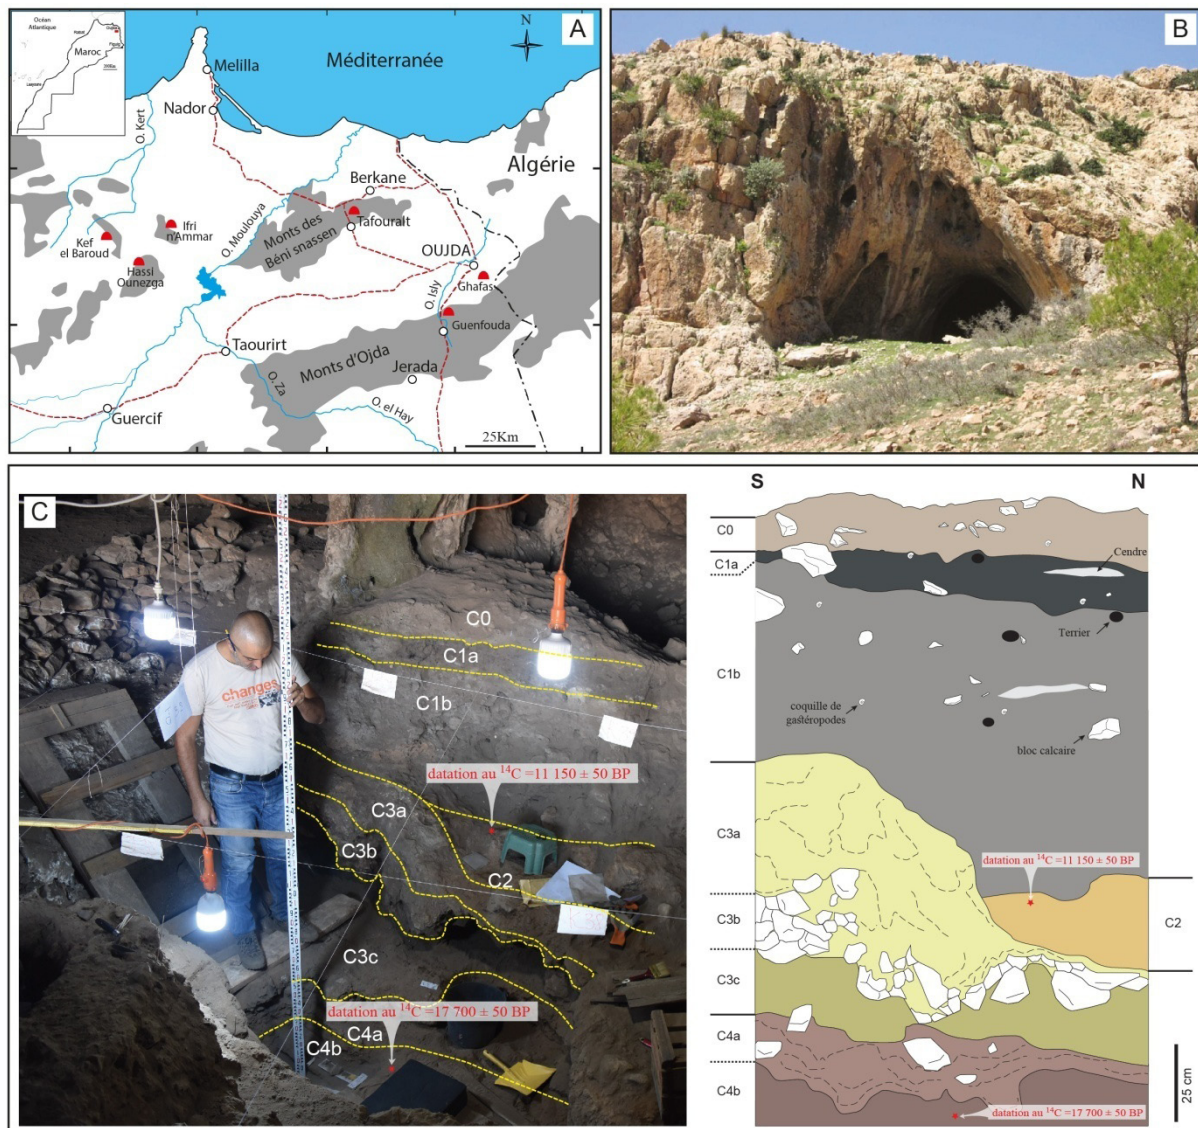 A
Océan
Atlantique
Maroc
N
Melilla
Méditerranée
Nador
O. Kert
Algérie
Berkane
Tafourait
Monts des
Béni snassen
O. Moulouya
Ifri
n'Ammar
Kef
el Baroud
Hassi
Ounezga
OUJDA
Ghafas
O. Isly
Guenfouda
Taourirt
Monts d'Ojda
Jerada
O. Za
O. el Hay
Guercif
25Km
B
C
changes
C0
C1a
C1b
datation au 14C =11 150 ± 50 BP
C3a
C3b
C2
C3c
datation au 14C =17 700 ± 50 BP
C4a
C4b
S
N
C0
C1a
Cendre
Terrier
C1b
coquille de
gastéropodes
bloc calcaire
C3a
datation au 14C =11 150 ± 50 BP
C3b
C2
C3c
C4a
C4b
datation au 14C =17 700 ± 50 BP
25 cm